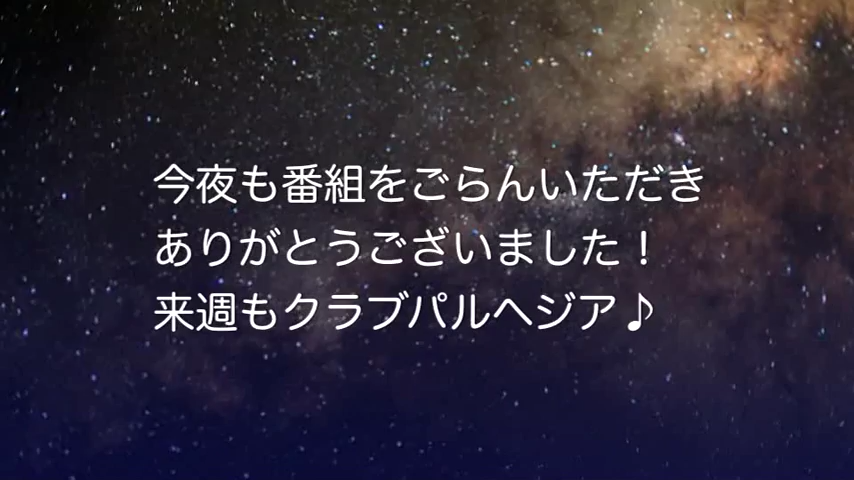 今夜も番組をごらんいただき
ありがとうございました！
来週もクラブパルヘジア♪